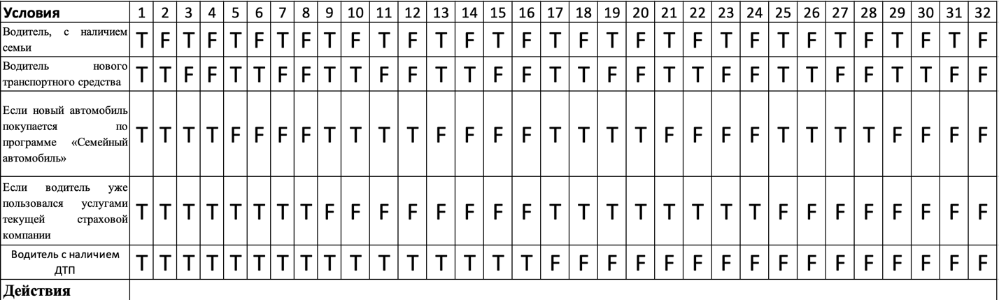 Условия 1 2 3 4 5 6 7 8 9 10 11 12 13 14 15 16 17 18 19 20 21 22 23 24 25 26 27 28 29 30 31 32
Водитель, с наличием
семьи
T F T F T F T F T F T F T F T F T F T F T F T F T F T F T F T F
Водитель нового
транспортного средства
T T F F T T F F T T F F T T F F T T F F T T F F T T F F T T F F
Если новый автомобиль
покупается по
программе «Семейный
автомобиль»
T T T T F F F F T T T T F F F F T T T T F F F F T T T T F F F F
Если водитель уже
пользовался услугами
текущей страховой
компании
T T T T T T T T F F F F F F F F T T T T T T T T F F F F F F F F
Водитель с наличием
ДТП
T T T T T T T T T T T T T T T T F F F F F F F F F F F F F F F F
Действия